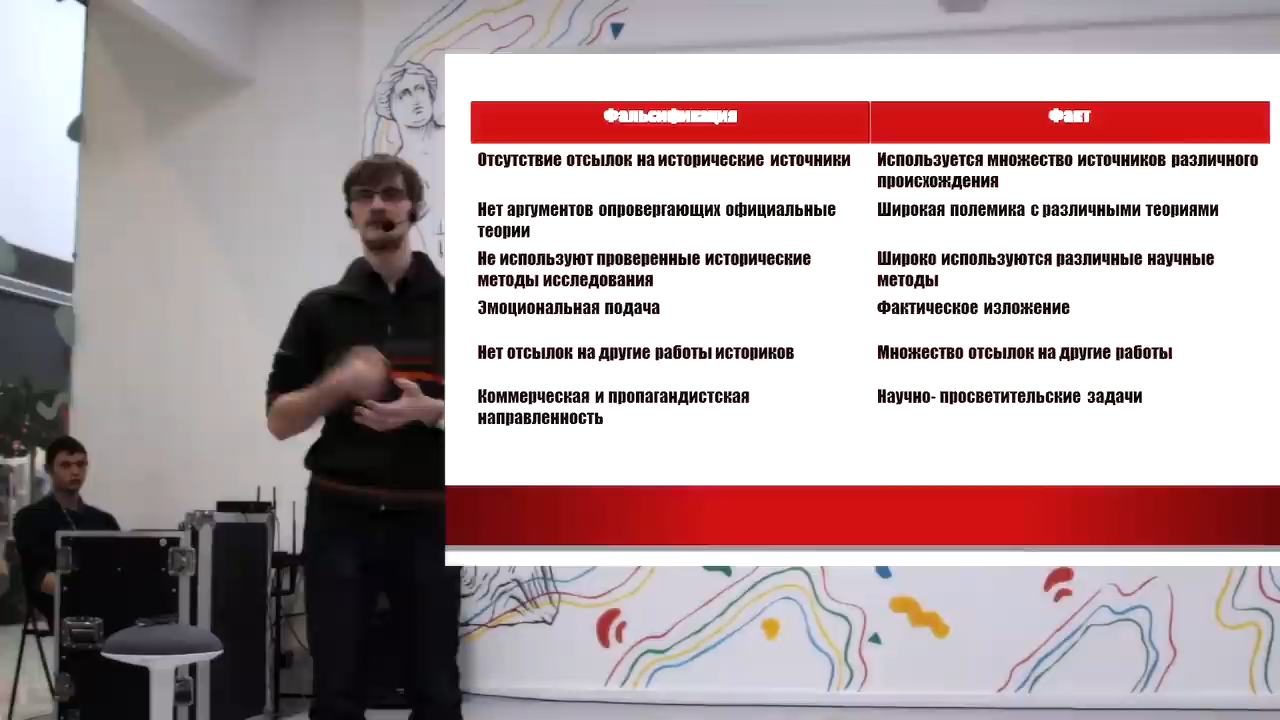 Фальсификация
Факт
Отсутствие отсылок на исторические источники
Используется множество источников различного
происхождения
Нет аргументов опровергающих официальные
теории
Широкая полемика с различными теориями
Не используют проверенные исторические
методы исследования
Широко используются различные научные
методы
Эмоциональная подача
Фактическое изложение
Нет отсылок на другие работы историков
Множество отсылок на другие работы
Коммерческая и пропагандистская
направленность
Научно- просветительские задачи